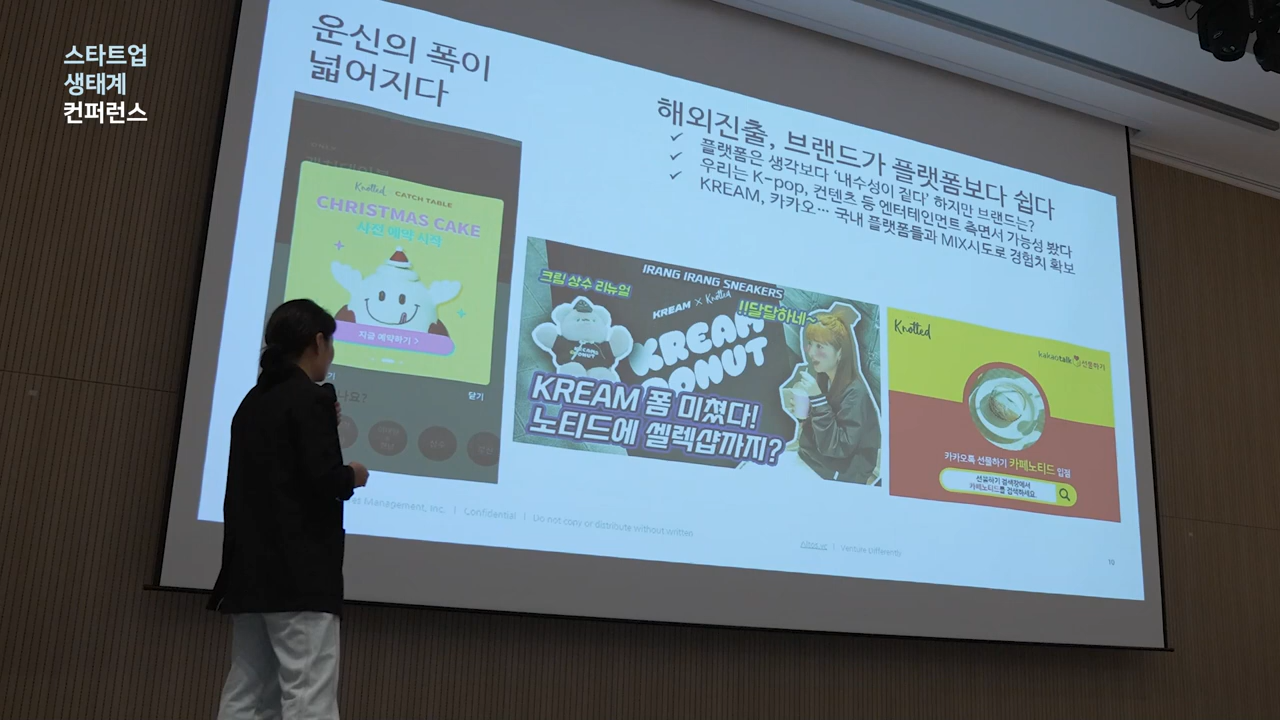 스타트업
생태계
컨퍼런스
운신의 폭이
넓어지다
해외진출, 브랜드가 플랫폼보다 쉽다
✓ 플랫폼은 생각보다 '내수성이 짙다' 하지만 브랜드는?
✓ 우리는 K-pop, 컨텐츠 등 엔터테인먼트 측면서 가능성 봤다
✓ KREAM, 카카오… 국내 플랫폼들과 MIX시도로 경험치 확보
Knotted × CATCH TABLE
CHRISTMAS CAKE
사전 예약 시작
지금 예약하기 >
닫기
나요?
IRANG IRANG SNEAKERS
크림 상수 리뉴얼
KREAM × Knotted
!!달달하네~
KREAM
DONUT
KREAM 폼 미쳤다!
노티드에 셀렉샵까지?
Knotted
kakaotalk 선물하기
카카오톡 선물하기 카페노티드 입점
선물하기 검색창에서
카페노티드를 검색하세요
Management, Inc. | Confidential | Do not copy or distribute without written
Altos.vc | Venture Differently
10